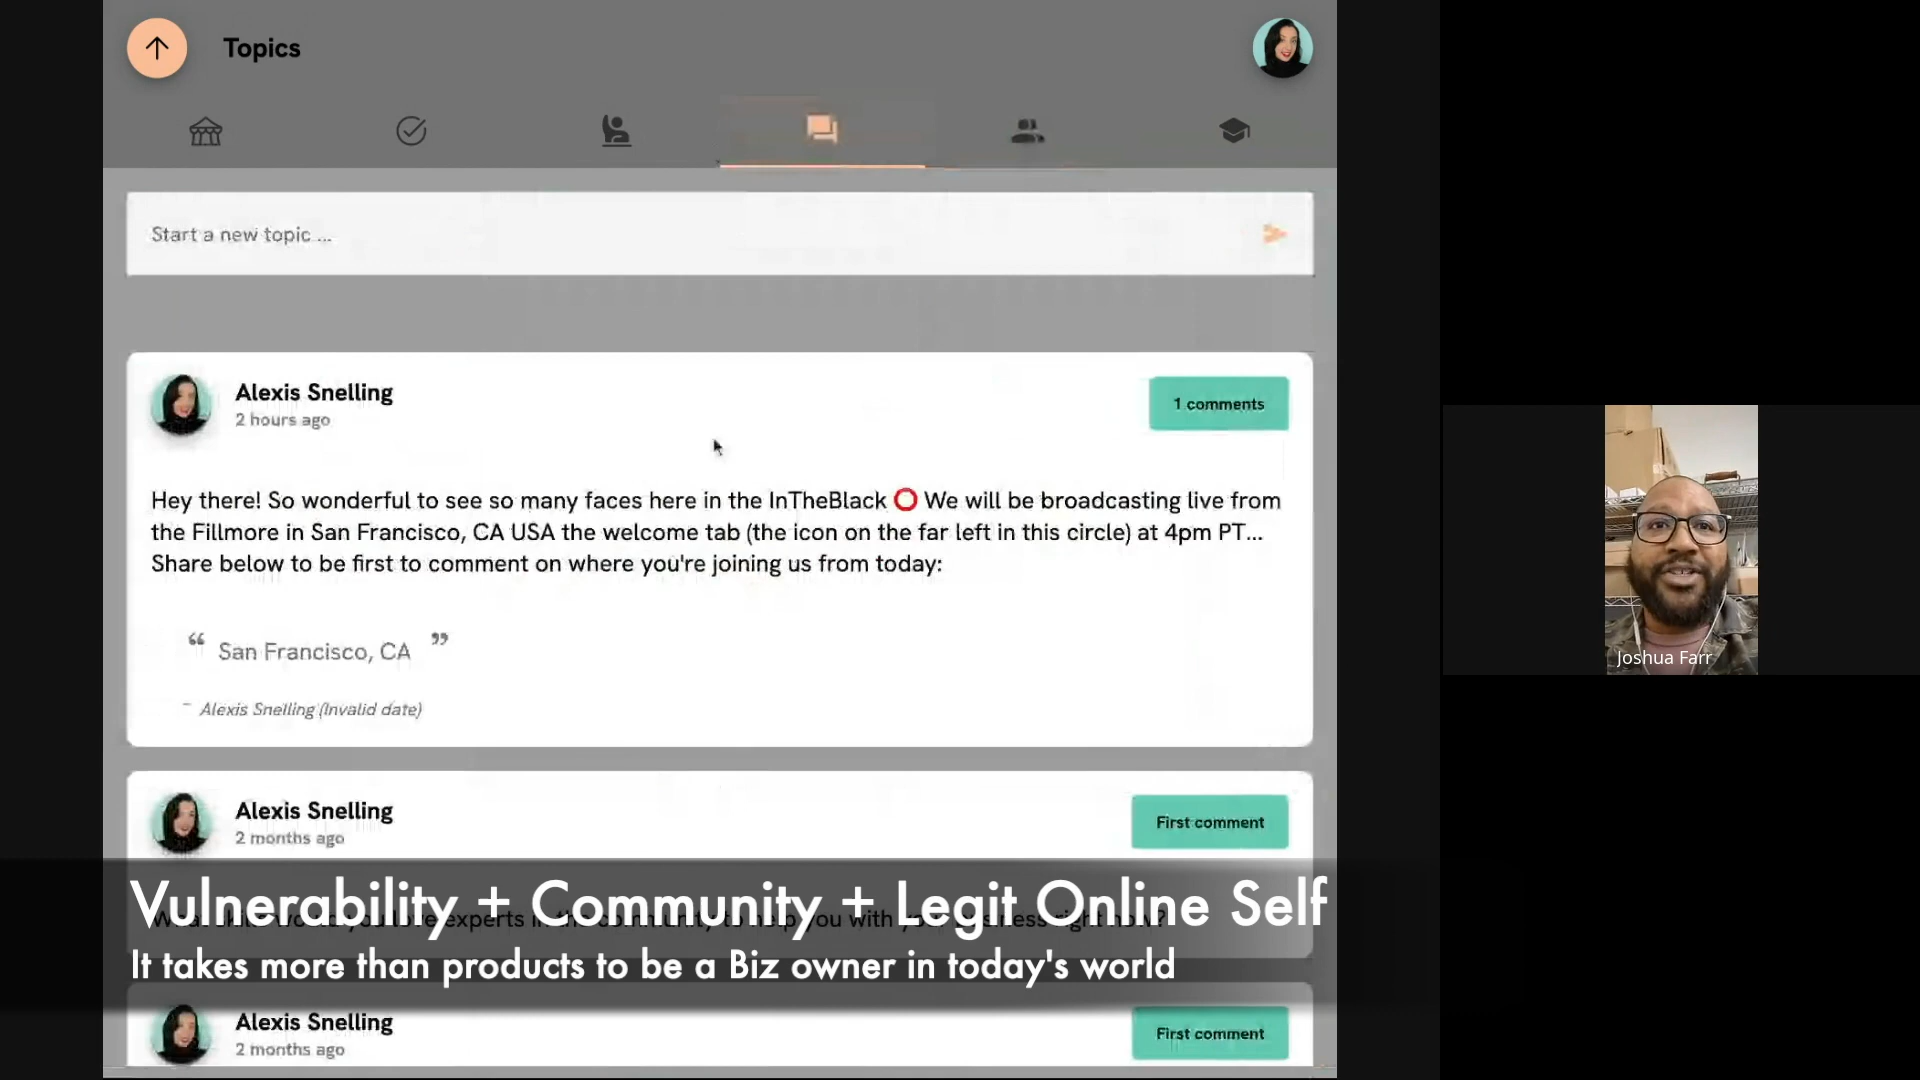 Topics
Start a new topic ...
Alexis Snelling
2 hours ago
1 comments
Hey there! So wonderful to see so many faces here in the InTheBlack ⭕ We will be broadcasting live from
the Fillmore in San Francisco, CA USA the welcome tab (the icon on the far left in this circle) at 4pm PT...
Share below to be first to comment on where you're joining us from today:
“ San Francisco, CA ”
– Alexis Snelling (Invalid date)
Joshua Farr
Alexis Snelling
2 months ago
First comment
Vulnerability + Community + Legit Online Self
It takes more than products to be a Biz owner in today's world
Alexis Snelling
2 months ago
First comment